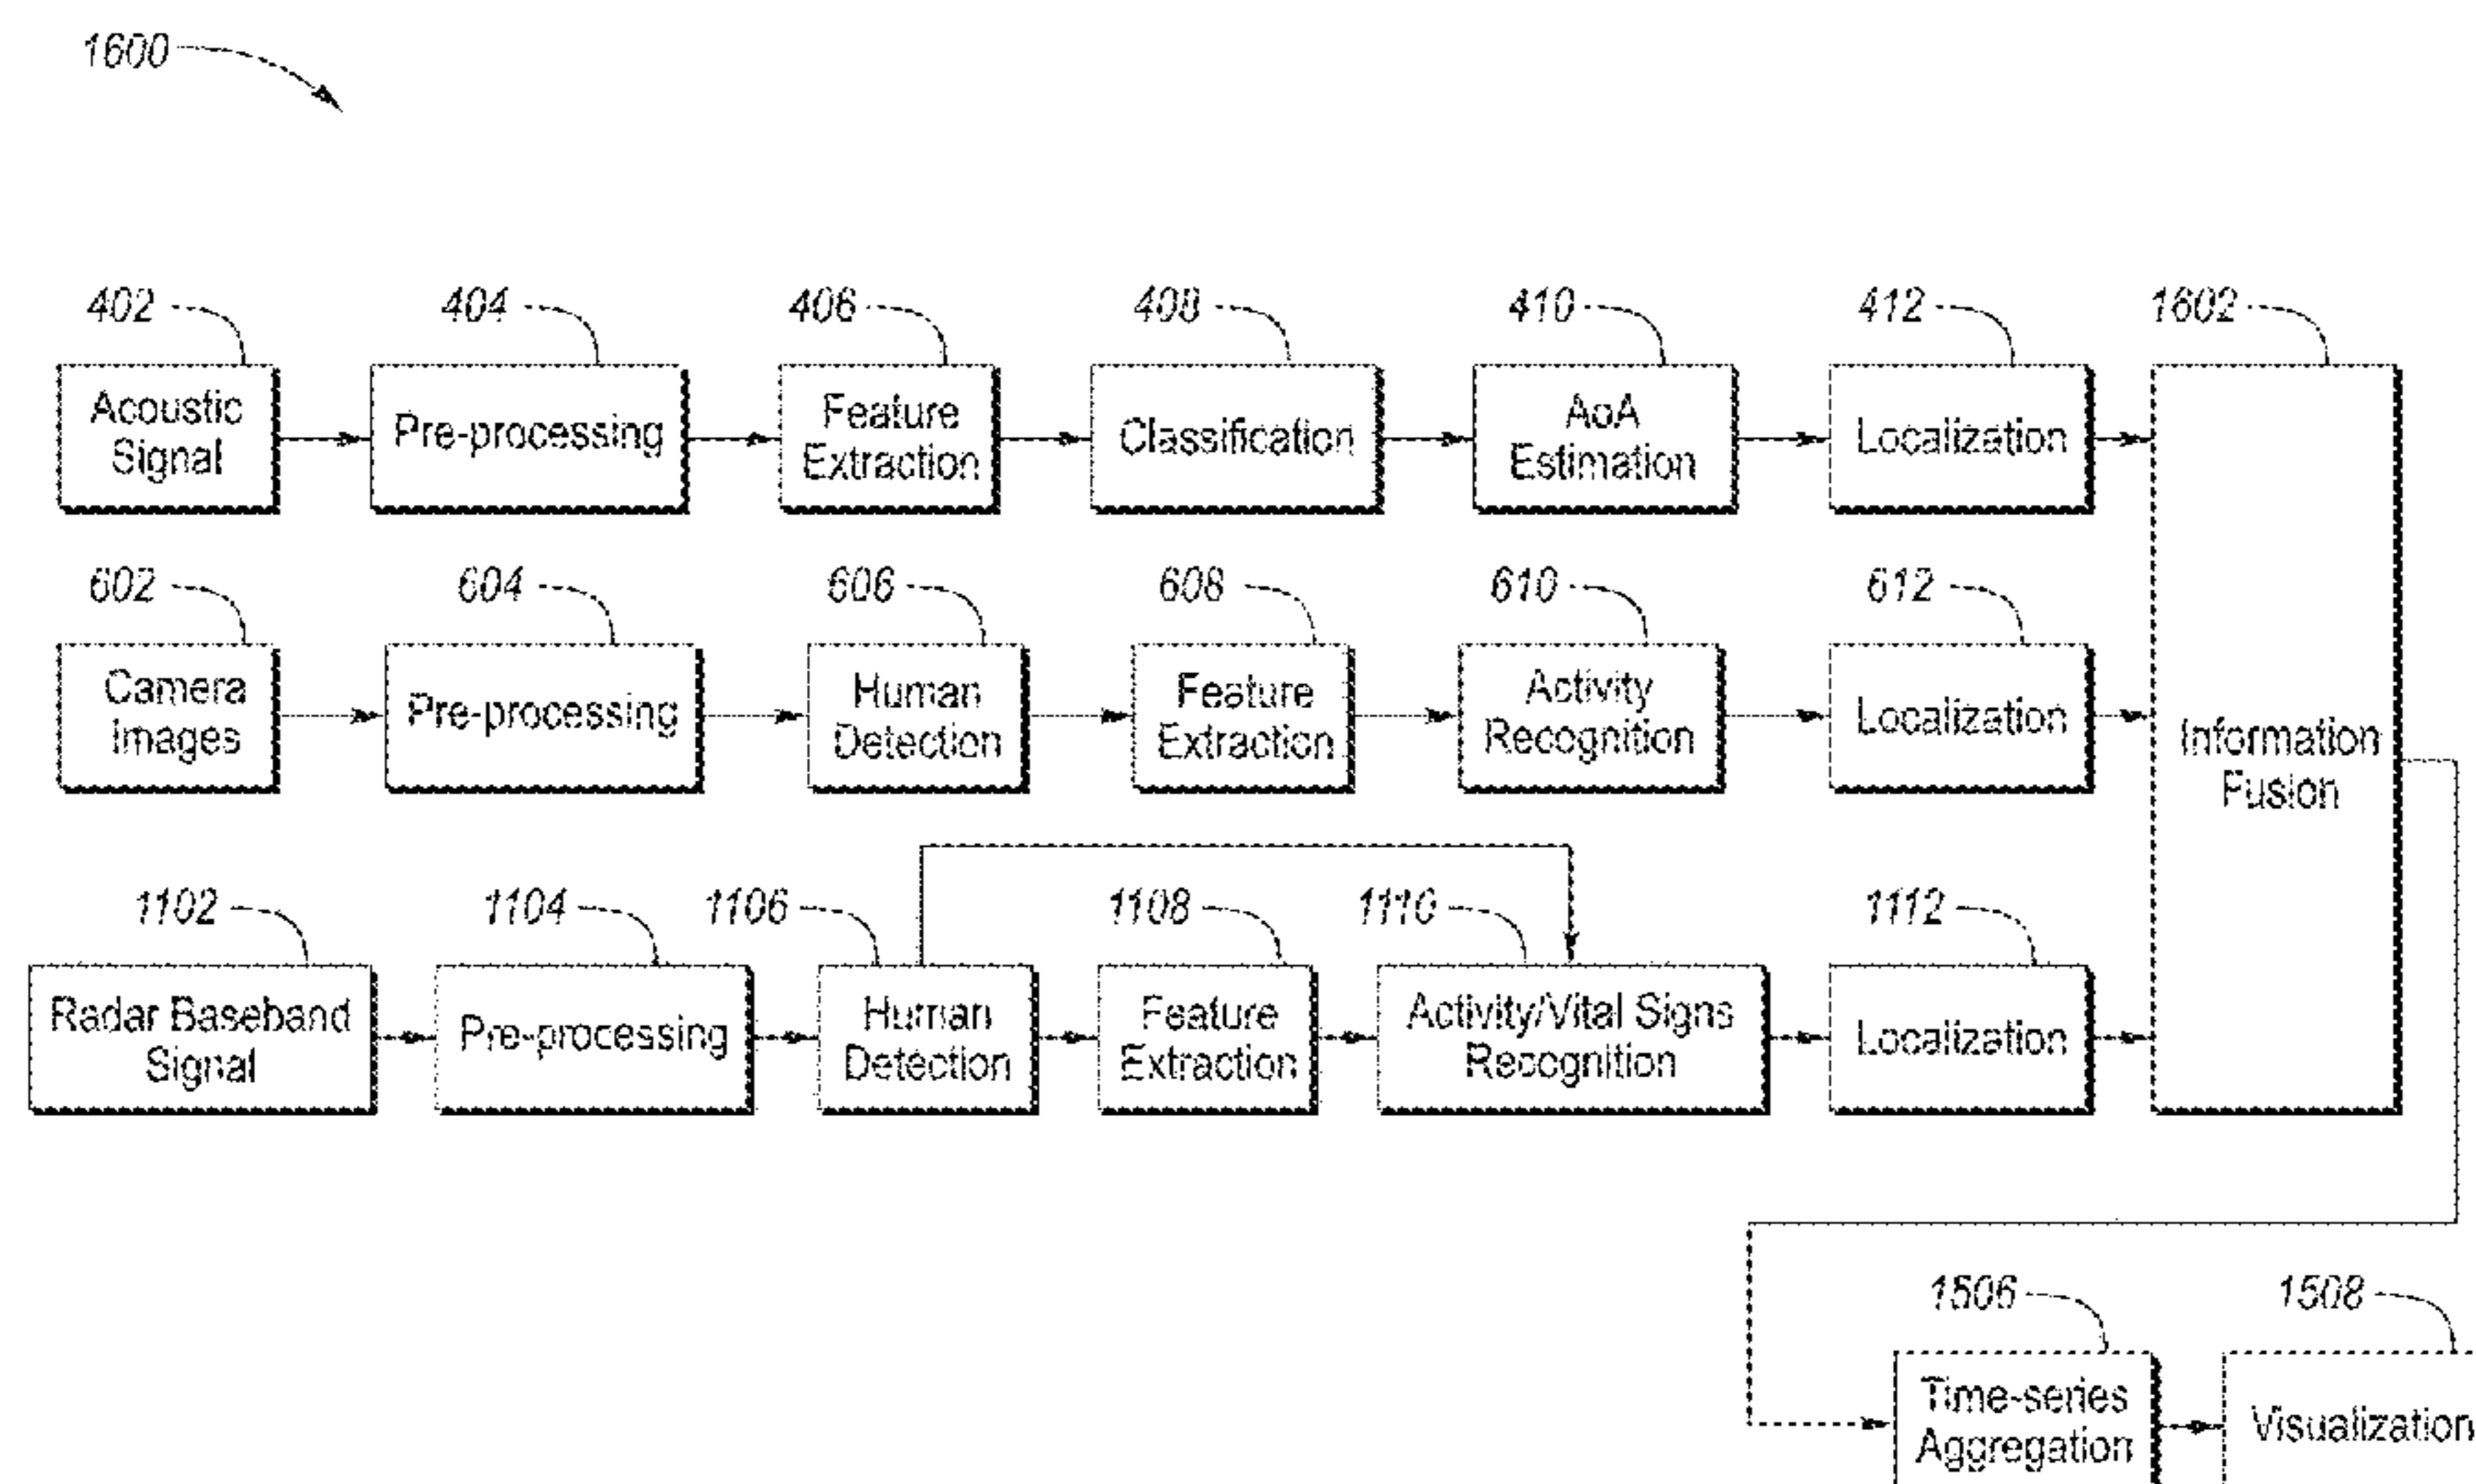 1600
402
404
406
408
410
412
1602
Acoustic
Signal
Pre-processing
Feature
Extraction
Classification
AoA
Estimation
Localization
602
604
606
608
610
612
Camera
Images
Pre-processing
Human
Detection
Feature
Extraction
Activity
Recognition
Localization
Information
Fusion
1102
1104
1106
1108
1110
1112
Radar Baseband
Signal
Pre-processing
Human
Detection
Feature
Extraction
Activity/Vital Signs
Recognition
Localization
1506
1508
Time-series
Aggregation
Visualization